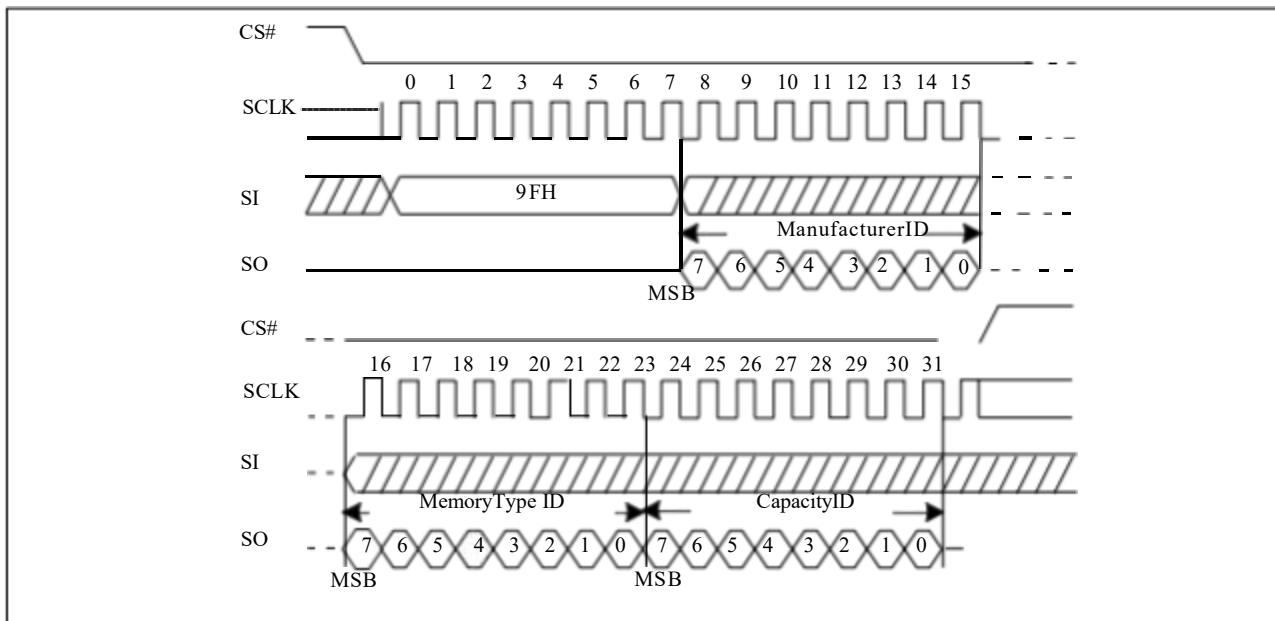 CS#
0 1 2 3 4 5 6 7 8 9 10 11 12 13 14 15
SCLK
SI
9FH
ManufacturerID
SO
7 6 5 4 3 2 1 0
MSB
CS#
16 17 18 19 20 21 22 23 24 25 26 27 28 29 30 31
SCLK
SI
MemoryType ID CapacityID
SO
7 6 5 4 3 2 1 0 7 6 5 4 3 2 1 0
MSB MSB